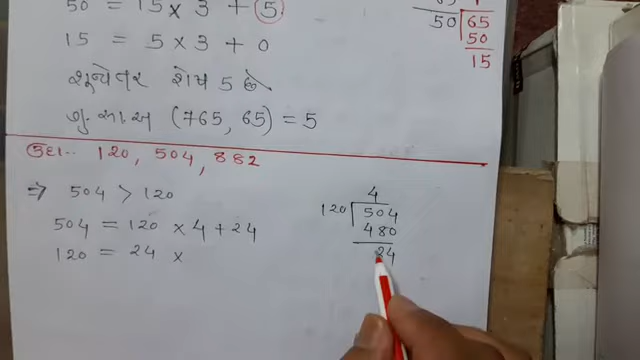 50 = 15 x 3 + 5
50 65
50
15
15 = 5 x 3 + 0
શૂન્યેતર શેષ 5 છે
ગુ.સા.અ (765, 65) = 5
ઉદા.. 120, 504, 882
⇒ 504 > 120
504 = 120 x 4 + 24
120 = 24 x
4
120 504
480
24